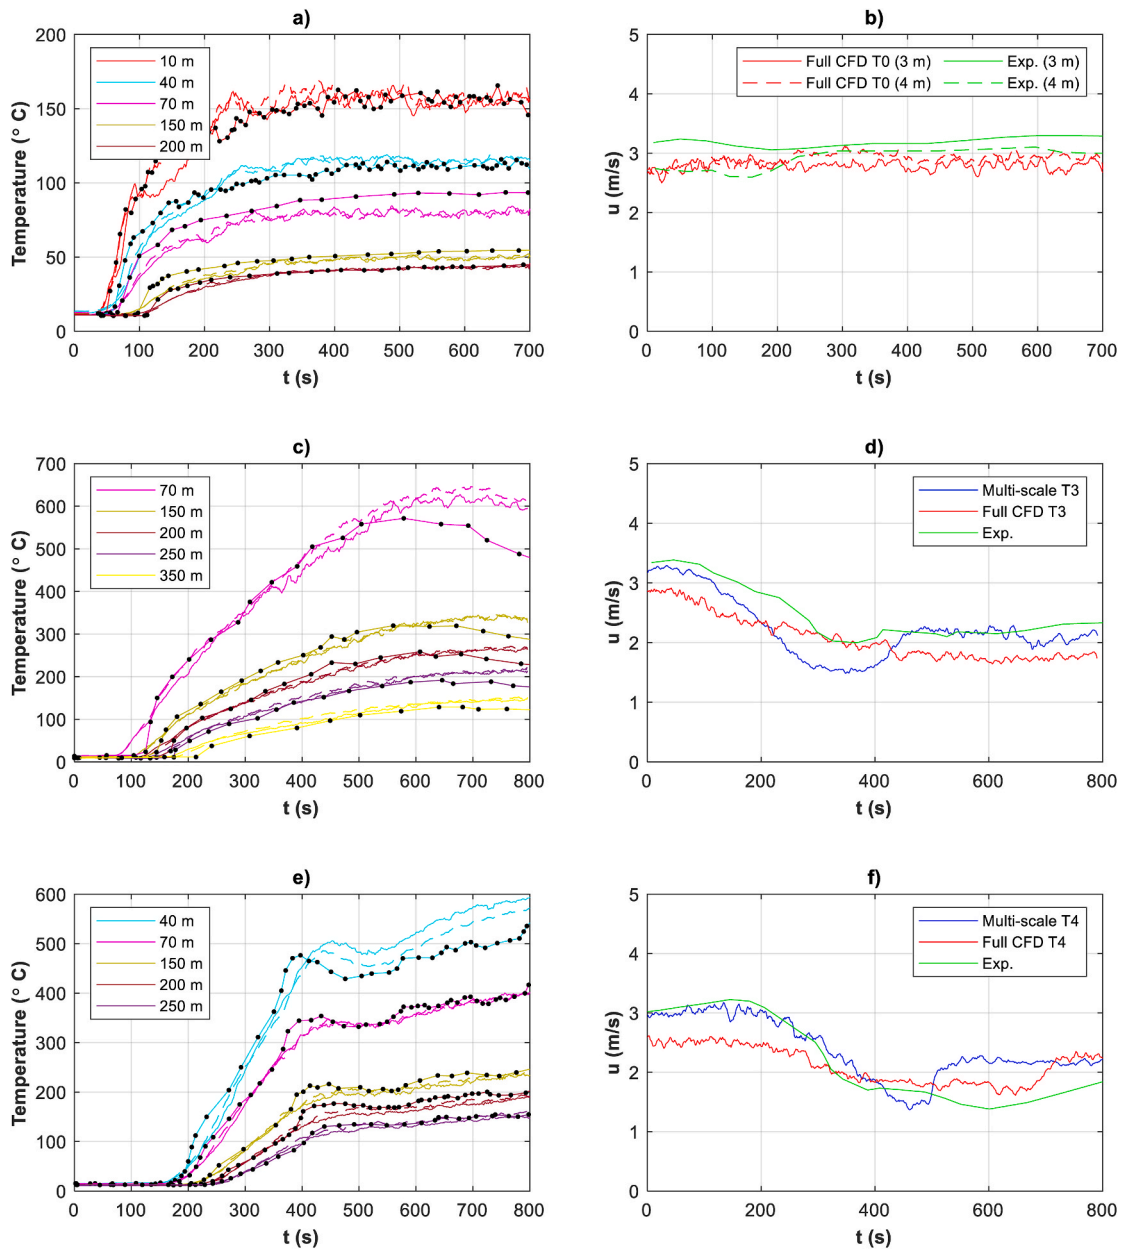 a)
200
150
100
50
0
Temperature (° C)
10 m
40 m
70 m
150 m
200 m
0 100 200 300 400 500 600 700
t (s)
b)
5
4
3
2
1
0
u (m/s)
Full CFD T0 (3 m) Exp. (3 m)
Full CFD T0 (4 m) Exp. (4 m)
0 100 200 300 400 500 600 700
t (s)
c)
700
600
500
400
300
200
100
0
Temperature (° C)
70 m
150 m
200 m
250 m
350 m
0 100 200 300 400 500 600 700 800
t (s)
d)
5
4
3
2
1
0
u (m/s)
Multi-scale T3
Full CFD T3
Exp.
0 200 400 600 800
t (s)
e)
600
500
400
300
200
100
0
Temperature (° C)
40 m
70 m
150 m
200 m
250 m
0 100 200 300 400 500 600 700 800
t (s)
f)
5
4
3
2
1
0
u (m/s)
Multi-scale T4
Full CFD T4
Exp.
0 200 400 600 800
t (s)